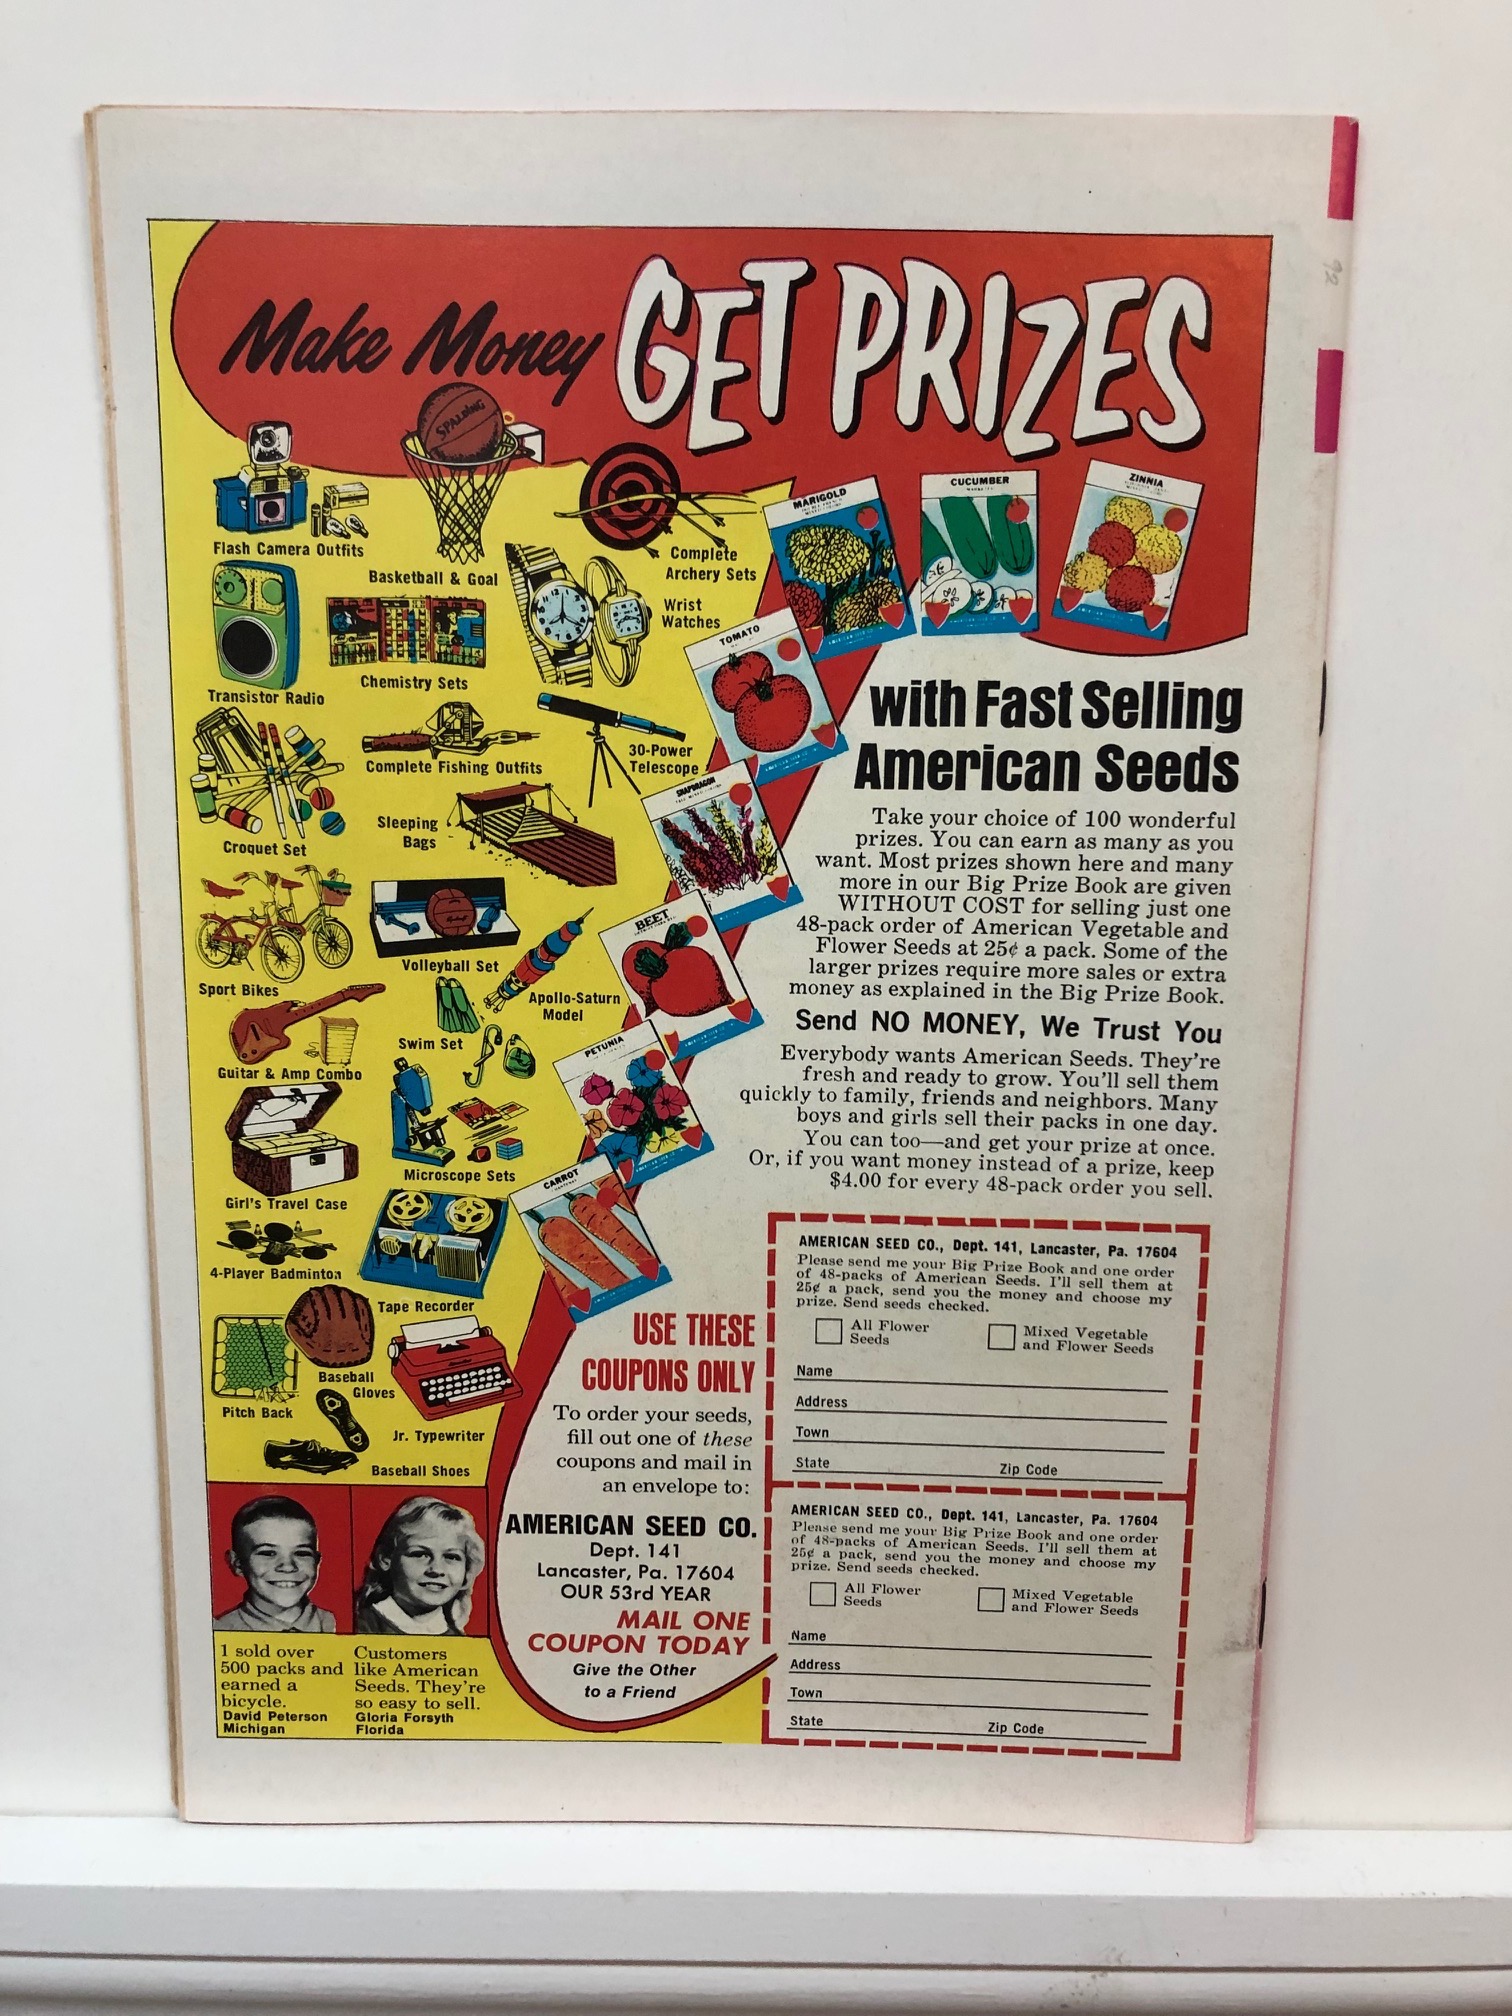 Make Money GET PRIZES
92
SPALDING
Flash Camera Outfits
Basketball & Goal
Complete
Archery Sets
Wrist
Watches
Transistor Radio
Chemistry Sets
Complete Fishing Outfits
30-Power
Telescope
Croquet Set
Sleeping
Bags
Sport Bikes
Volleyball Set
Apollo-Saturn
Model
Swim Set
Guitar & Amp Combo
Girl's Travel Case
Microscope Sets
4-Player Badminton
Tape Recorder
Pitch Back
Baseball
Gloves
Jr. Typewriter
Baseball Shoes
MARIGOLD
CUCUMBER
ZINNIA
TOMATO
SNAPDRAGON
BEET
PETUNIA
CARROT
with Fast Selling
American Seeds
Take your choice of 100 wonderful
prizes. You can earn as many as you
want. Most prizes shown here and many
more in our Big Prize Book are given
WITHOUT COST for selling just one
48-pack order of American Vegetable and
Flower Seeds at 25¢ a pack. Some of the
larger prizes require more sales or extra
money as explained in the Big Prize Book.
Send NO MONEY, We Trust You
Everybody wants American Seeds. They're
fresh and ready to grow. You'll sell them
quickly to family, friends and neighbors. Many
boys and girls sell their packs in one day.
You can too—and get your prize at once.
Or, if you want money instead of a prize, keep
$4.00 for every 48-pack order you sell.
USE THESE
COUPONS ONLY
To order your seeds,
fill out one of these
coupons and mail in
an envelope to:
AMERICAN SEED CO.
Dept. 141
Lancaster, Pa. 17604
OUR 53rd YEAR
MAIL ONE
COUPON TODAY
Give the Other
to a Friend
AMERICAN SEED CO., Dept. 141, Lancaster, Pa. 17604
Please send me your Big Prize Book and one order
of 48-packs of American Seeds. I'll sell them at
25¢ a pack, send you the money and choose my
prize. Send seeds checked.
All Flower
Seeds
Mixed Vegetable
and Flower Seeds
Name
Address
Town
State Zip Code
AMERICAN SEED CO., Dept. 141, Lancaster, Pa. 17604
Please send me your Big Prize Book and one order
of 48-packs of American Seeds. I'll sell them at
25¢ a pack, send you the money and choose my
prize. Send seeds checked.
All Flower
Seeds
Mixed Vegetable
and Flower Seeds
Name
Address
Town
State Zip Code
I sold over
500 packs and
earned a
bicycle.
David Peterson
Michigan
Customers
like American
Seeds. They're
so easy to sell.
Gloria Forsyth
Florida